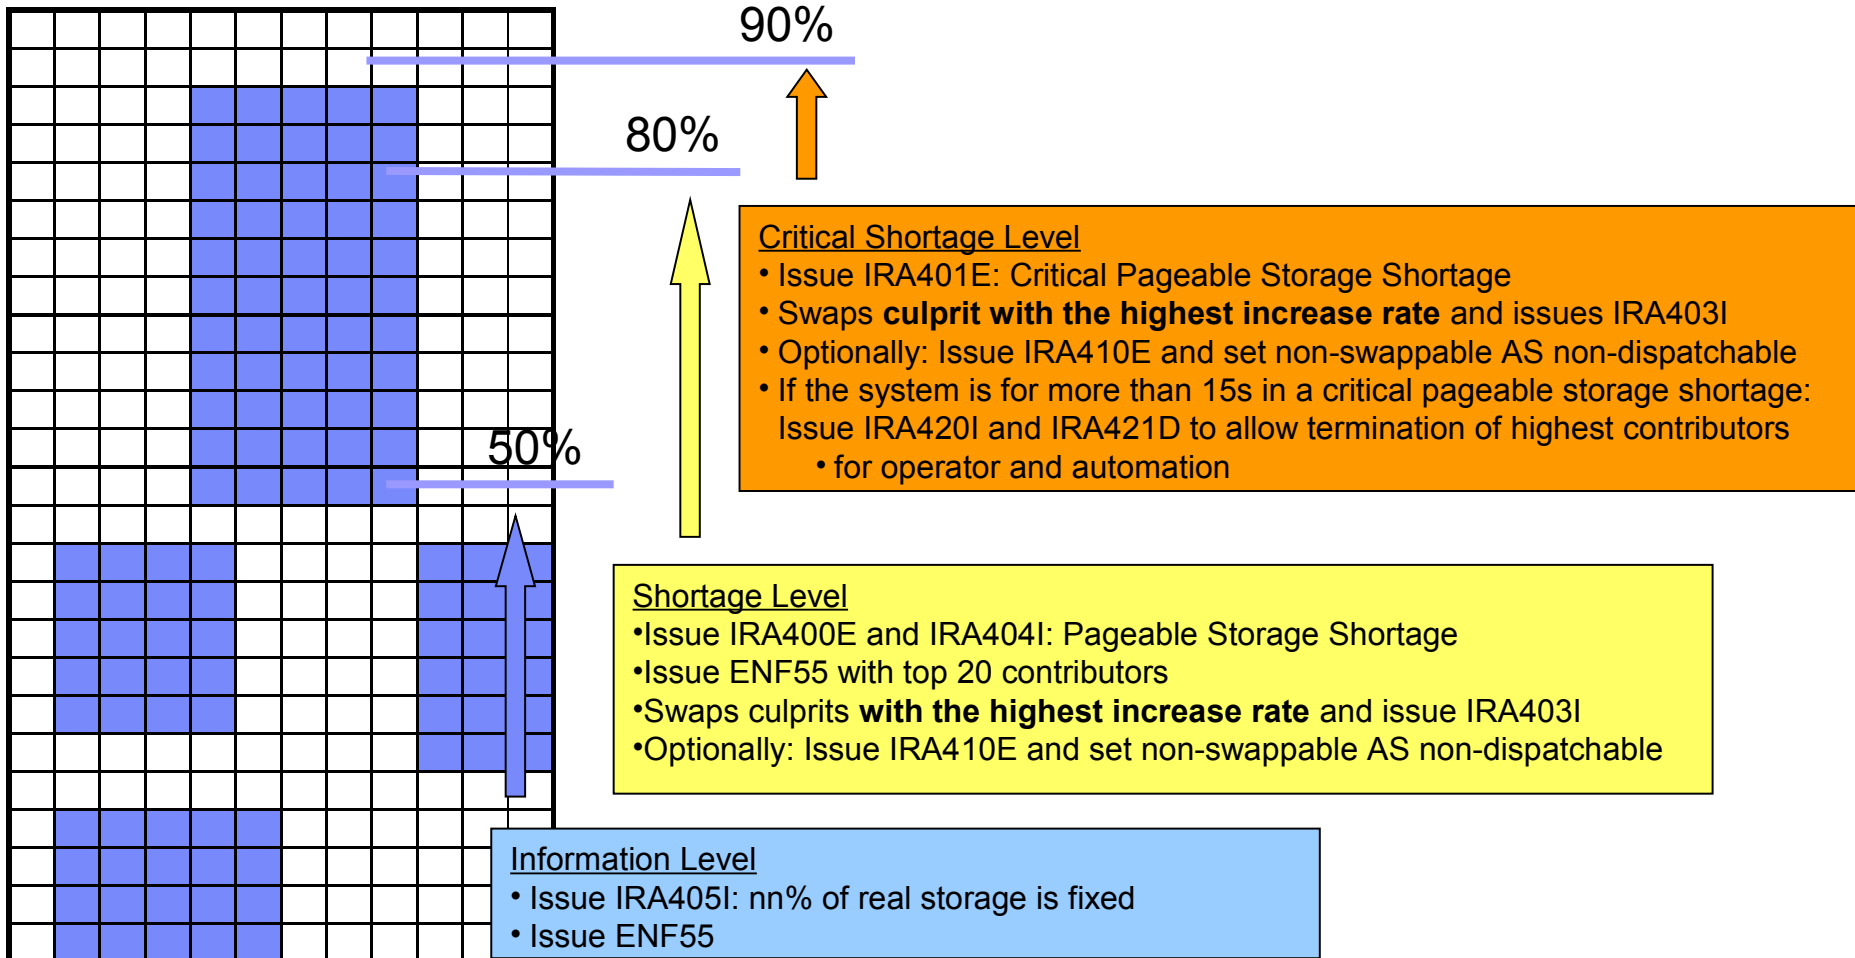 90%
80%
Critical Shortage Level
• Issue IRA401E: Critical Pageable Storage Shortage
• Swaps culprit with the highest increase rate and issues IRA403I
• Optionally: Issue IRA410E and set non-swappable AS non-dispatchable
• If the system is for more than 15s in a critical pageable storage shortage:
Issue IRA420I and IRA421D to allow termination of highest contributors
• for operator and automation
50%
Shortage Level
•Issue IRA400E and IRA404I: Pageable Storage Shortage
•Issue ENF55 with top 20 contributors
•Swaps culprits with the highest increase rate and issue IRA403I
•Optionally: Issue IRA410E and set non-swappable AS non-dispatchable
Information Level
• Issue IRA405I: nn% of real storage is fixed
• Issue ENF55